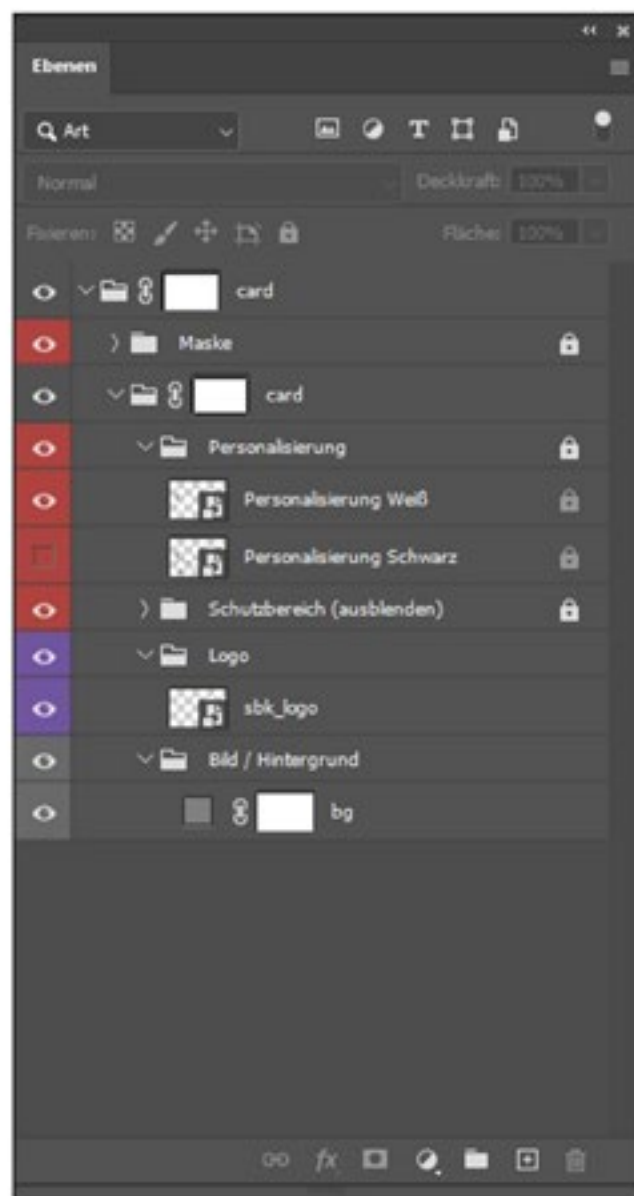 Ebenen
Art
Normal Deckkraft: 100%
Fixieren: Fläche: 100%
card
Maske
card
Personalisierung
Personalisierung Weiß
Personalisierung Schwarz
Schutzbereich (ausblenden)
Logo
sbk_logo
Bild / Hintergrund
bg
fx